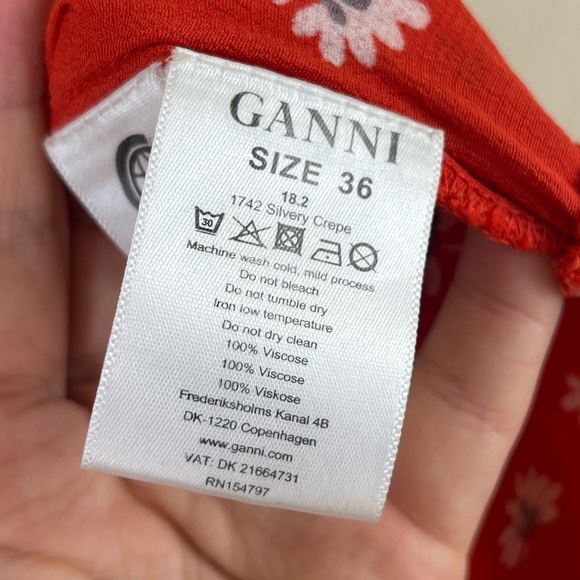 GANNI
SIZE 36
18.2
1742 Silvery Crepe
30
Machine wash cold, mild process
Do not bleach
Do not tumble dry
Iron low temperature
Do not dry clean
100% Viscose
100% Viscose
100% Viskose
Frederiksholms Kanal 4B
DK-1220 Copenhagen
www.ganni.com
VAT: DK 21664731
RN154797